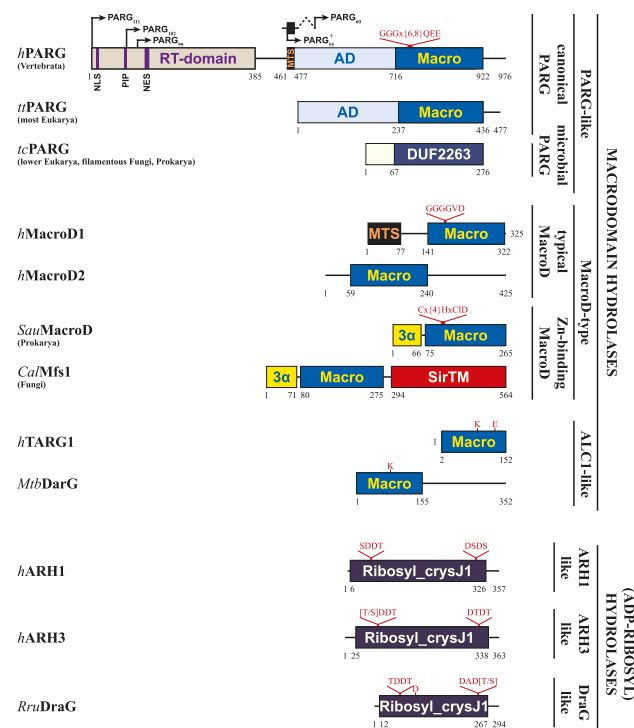 PARG111
PARG102
PARG99
PARG60
PARG55†
GGGx{6,8}QEE
hPARG
(Vertebrata)
RT-domain
MTS
AD
Macro
1 385 461 477 716 922 976
NLS
PIP
NES
ttPARG
(most Eukarya)
AD
Macro
1 237 436 477
tcPARG
(lower Eukarya, filamentous Fungi, Prokarya)
DUF2263
1 67 276
canonical
PARG
microbial
PARG
PARG-like
GGGGVD
hMacroD1
MTS
Macro
325
1 77 141 322
hMacroD2
Macro
1 59 240 425
typical
MacroD
Cx{4}HxCID
SauMacroD
(Prokarya)
3α
Macro
1 66 75 265
CalMfs1
(Fungi)
3α
Macro
SirTM
1 71 80 275 294 564
Zn-binding
MacroD
MacroD-type
K E
hTARG1
1
Macro
2 152
K
MtbDarG
Macro
1 155 352
ALC1-like
MACRODOMAIN HYDROLASES
SDDT DSDS
hARH1
Ribosyl_crysJ1
1 6 326 357
ARH1
like
[T/S]DDT DTDT
hARH3
Ribosyl_crysJ1
1 25 338 363
ARH3
like
TDDT D DAD[T/S]
RruDraG
Ribosyl_crysJ1
1 12 267 294
DraG
like
(ADP-RIBOSYL)
HYDROLASES